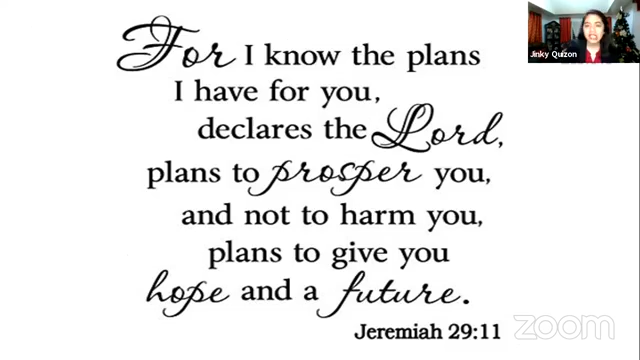 For I know the plans
I have for you,
declares the Lord,
plans to prosper you,
and not to harm you,
plans to give you
hope and a future.
Jeremiah 29:11
Jinky Quizon
zoom